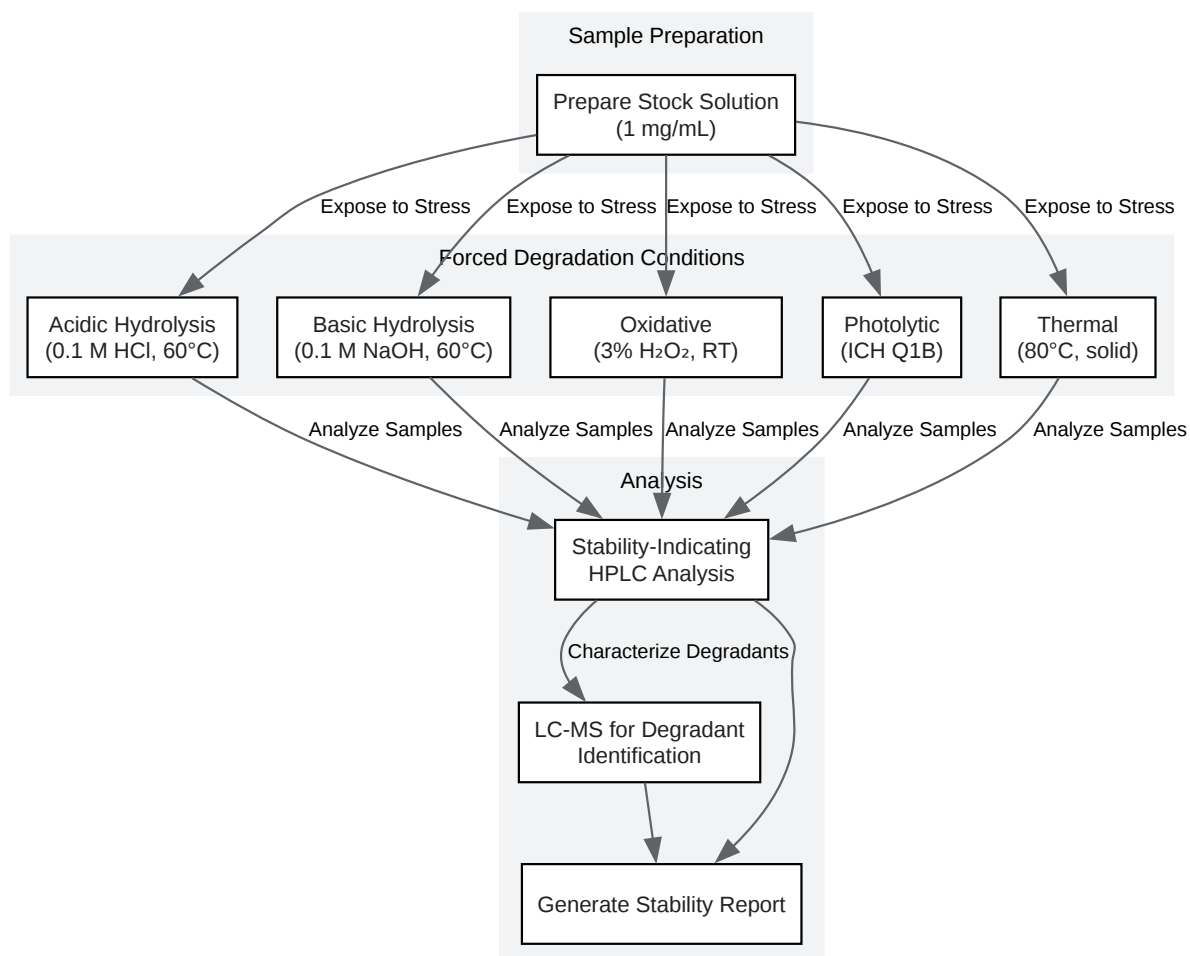 Sample Preparation
Prepare Stock Solution
(1 mg/mL)
Expose to Stress
Expose to Stress
Expose to Stress
Expose to Stress
Expose to Stress
Forced Degradation Conditions
Acidic Hydrolysis
(0.1 M HCl, 60°C)
Basic Hydrolysis
(0.1 M NaOH, 60°C)
Oxidative
(3% H₂O₂, RT)
Photolytic
(ICH Q1B)
Thermal
(80°C, solid)
Analyze Samples
Analyze Samples
Analyze Samples
Analyze Samples
Analyze Samples
Analysis
Stability-Indicating
HPLC Analysis
Characterize Degradants
LC-MS for Degradant
Identification
Generate Stability Report